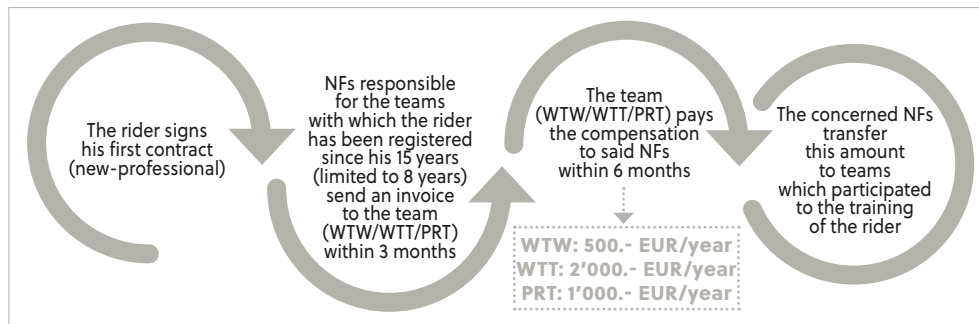 The rider signs
his first contract
(new-professional)
NFs responsible
for the teams
with which the rider
has been registered
since his 15 years
(limited to 8 years)
send an invoice
to the team
(WTW/WTT/PRT)
within 3 months
The team
(WTW/WTT/PRT) pays
the compensation
to said NFs
within 6 months
WTW: 500.- EUR/year
WTT: 2’000.- EUR/year
PRT: 1’000.- EUR/year
The concerned NFs
transfer
this amount
to teams
which participated
to the training
of the rider